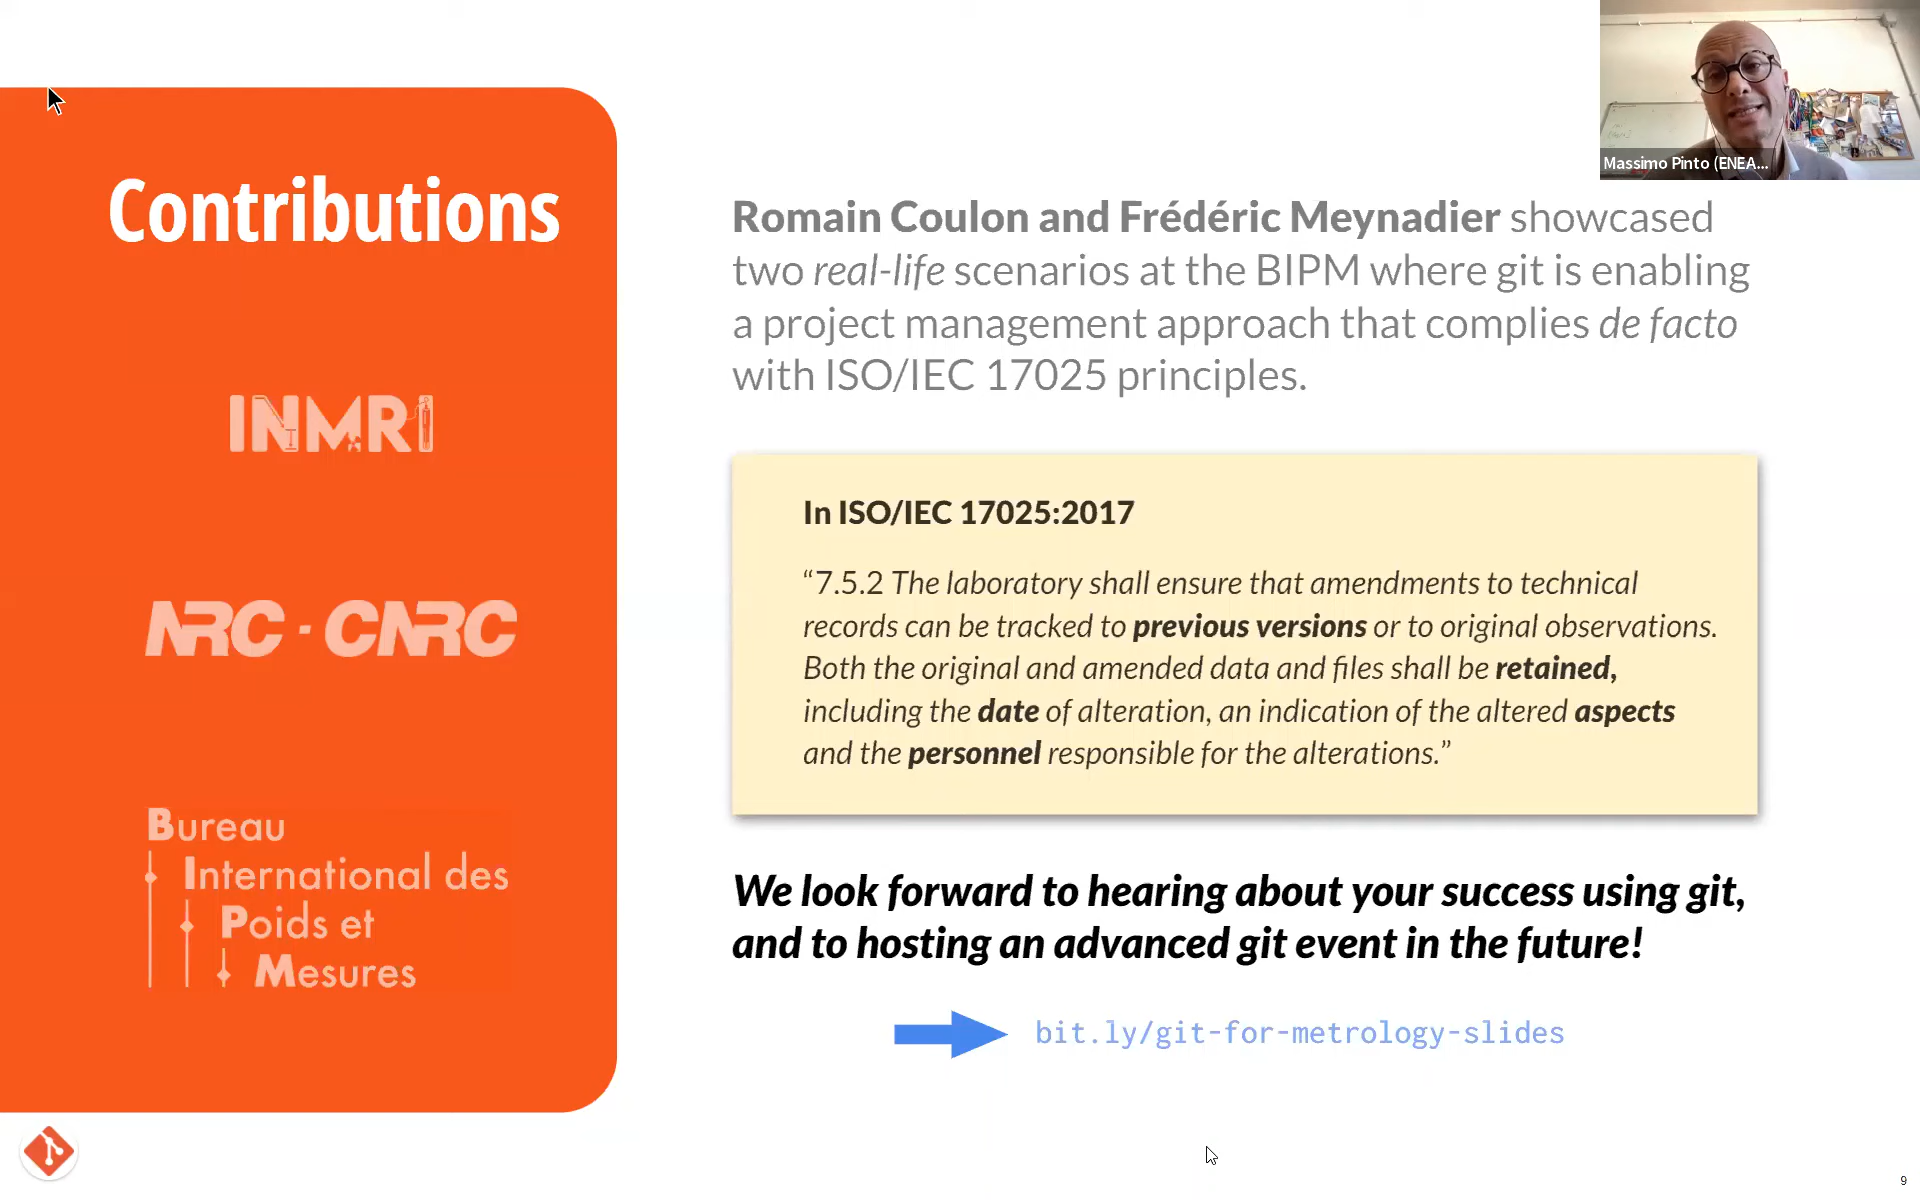 Contributions
INMRI
NRC · CNRC
Bureau
International des
Poids et
Mesures
Massimo Pinto (ENEA...
Romain Coulon and Frédéric Meynadier showcased
two real-life scenarios at the BIPM where git is enabling
a project management approach that complies de facto
with ISO/IEC 17025 principles.
In ISO/IEC 17025:2017
“7.5.2 The laboratory shall ensure that amendments to technical
records can be tracked to previous versions or to original observations.
Both the original and amended data and files shall be retained,
including the date of alteration, an indication of the altered aspects
and the personnel responsible for the alterations.”
We look forward to hearing about your success using git,
and to hosting an advanced git event in the future!
bit.ly/git-for-metrology-slides
9